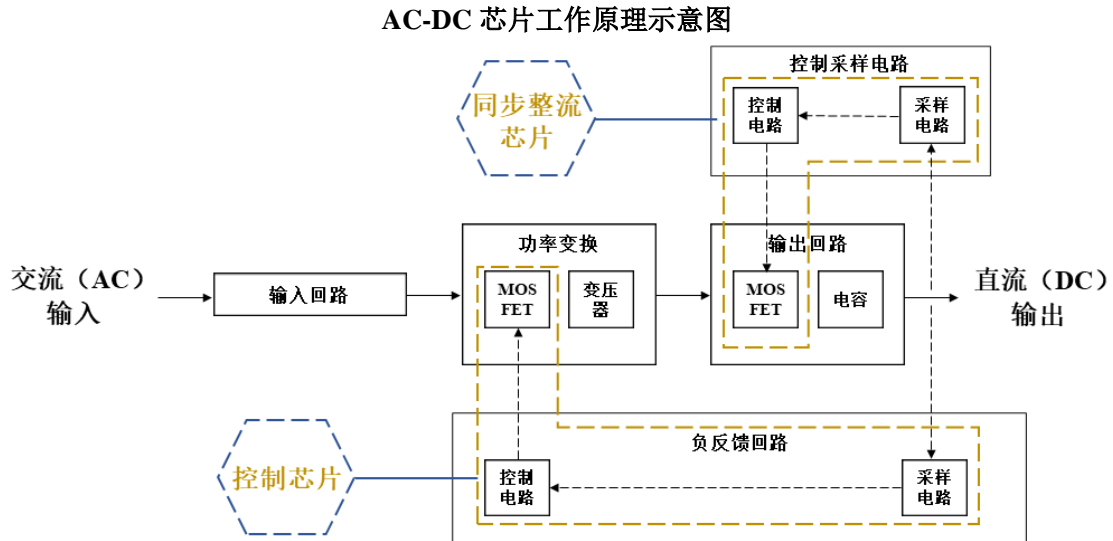 AC-DC 芯片工作原理示意图
控制采样电路
同步整流
芯片
控制
电路
采样
电路
功率变换
输出回路
交流（AC）
输入
输入回路
MOS
FET
变压
器
MOS
FET
电容
直流（DC）
输出
负反馈回路
控制芯片
控制
电路
采样
电路